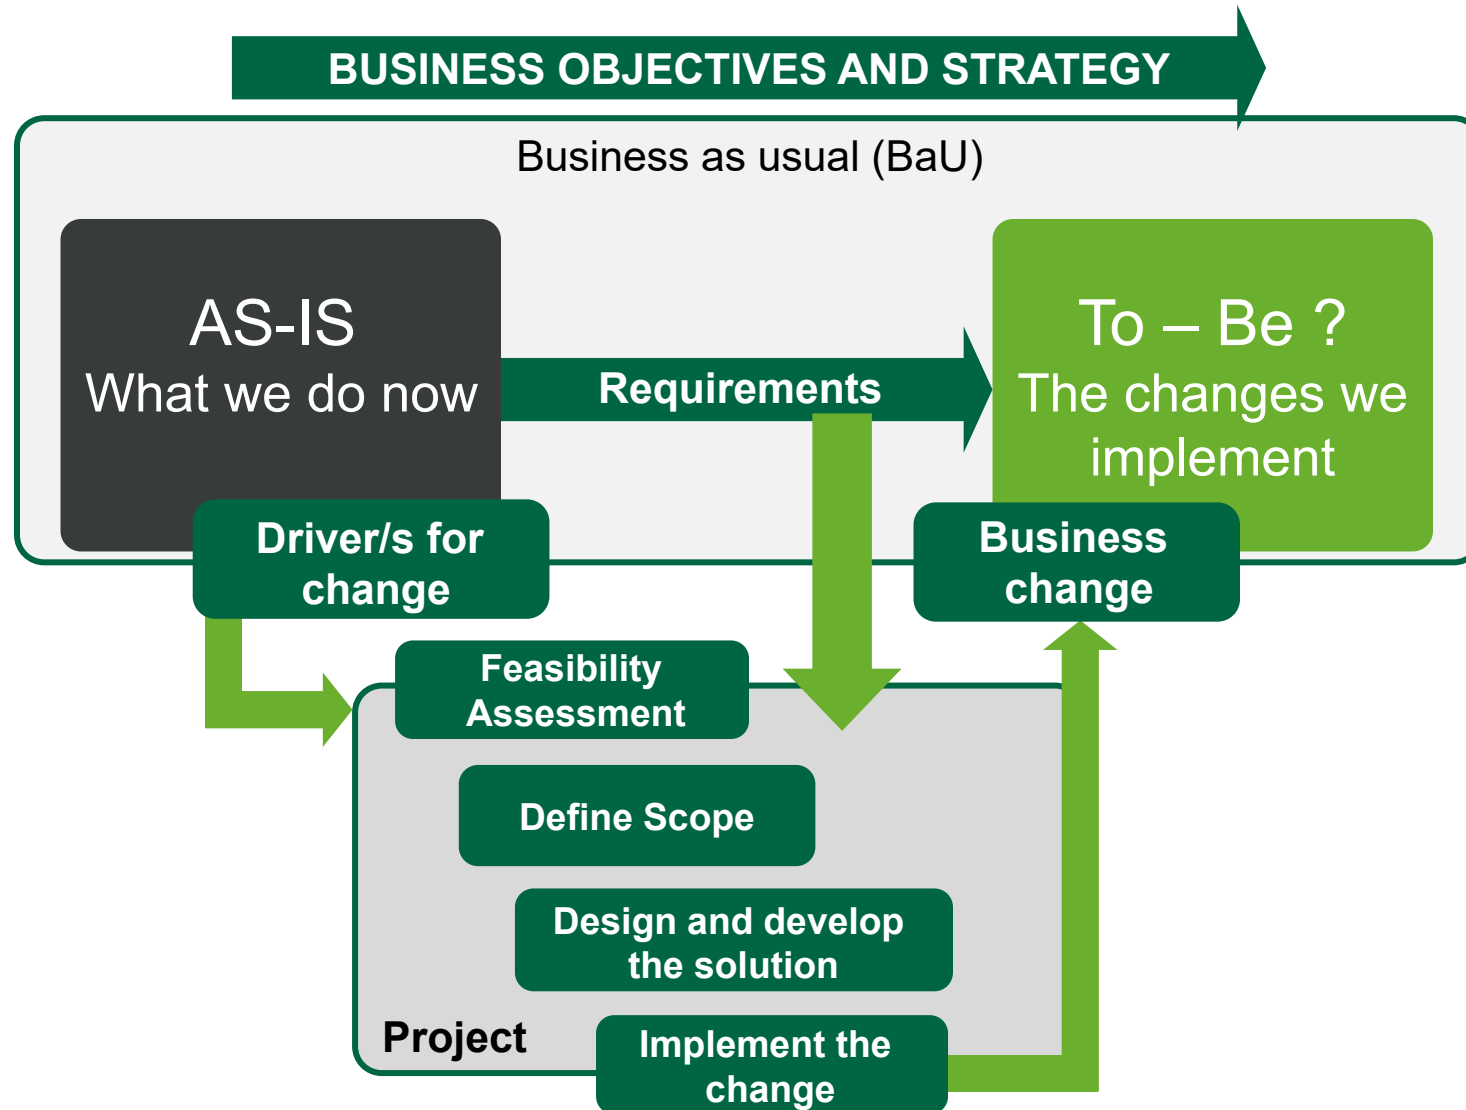 BUSINESS OBJECTIVES AND STRATEGY
Business as usual (BaU)
AS-IS
What we do now
Requirements
To – Be ?
The changes we
implement
Driver/s for
change
Business
change
Feasibility
Assessment
Define Scope
Design and develop
the solution
Project
Implement the
change